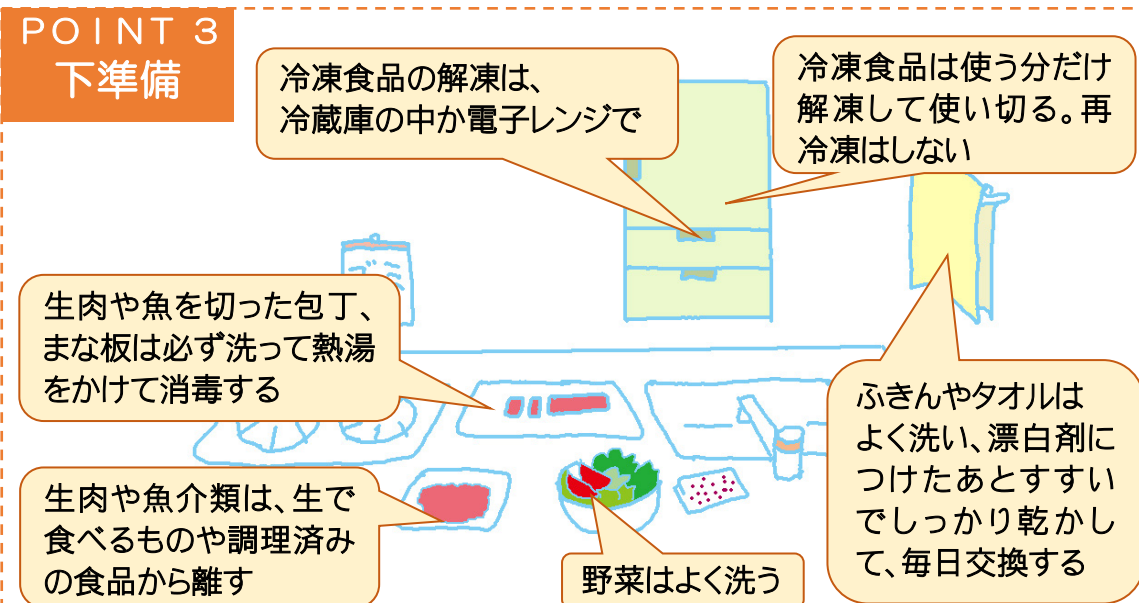 POINT 3
下準備
冷凍食品の解凍は、
冷蔵庫の中か電子レンジで
冷凍食品は使う分だけ
解凍して使い切る。再
冷凍はしない
生肉や魚を切った包丁、
まな板は必ず洗って熱湯
をかけて消毒する
ふきんやタオルは
よく洗い、漂白剤に
つけたあとすすい
でしっかり乾かし
て、毎日交換する
生肉や魚介類は、生で
食べるものや調理済み
の食品から離す
野菜はよく洗う